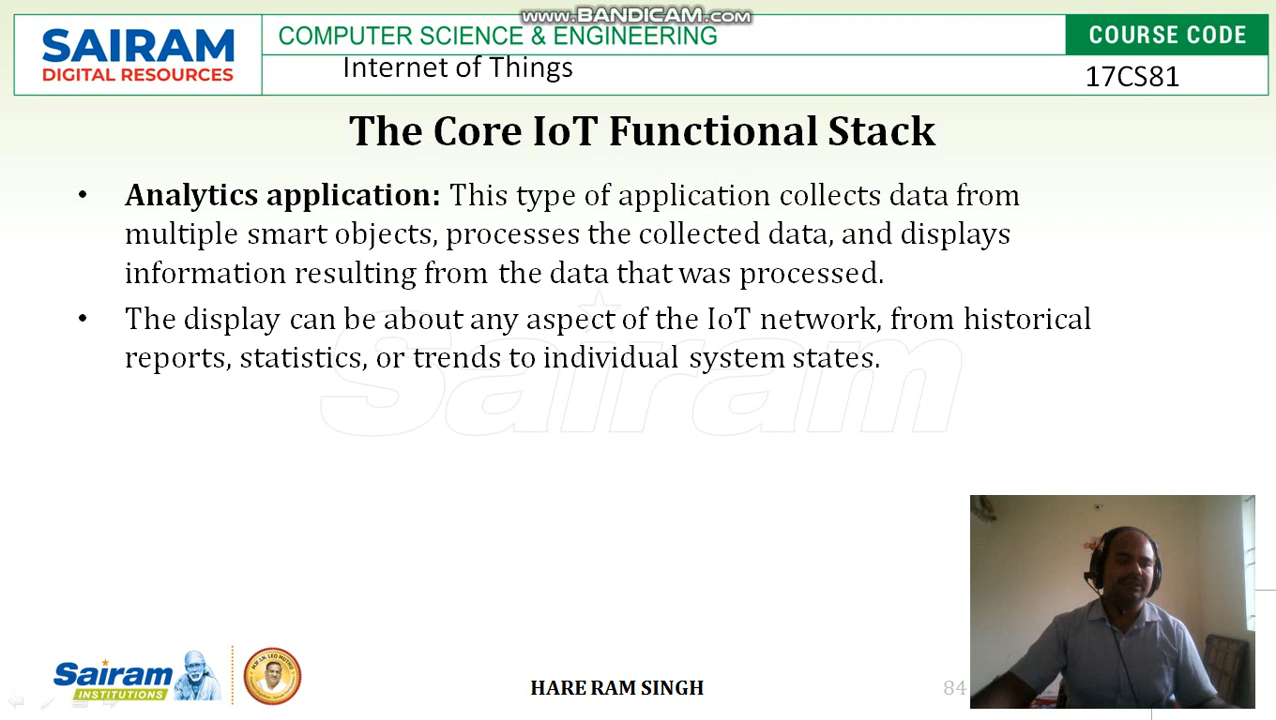 www.BANDICAM.com
SAIRAM
DIGITAL RESOURCES
COMPUTER SCIENCE & ENGINEERING
COURSE CODE
Internet of Things
17CS81
The Core IoT Functional Stack
• Analytics application: This type of application collects data from
multiple smart objects, processes the collected data, and displays
information resulting from the data that was processed.
• The display can be about any aspect of the IoT network, from historical
reports, statistics, or trends to individual system states.
Sairam
Sairam
INSTITUTIONS
HARE RAM SINGH
84